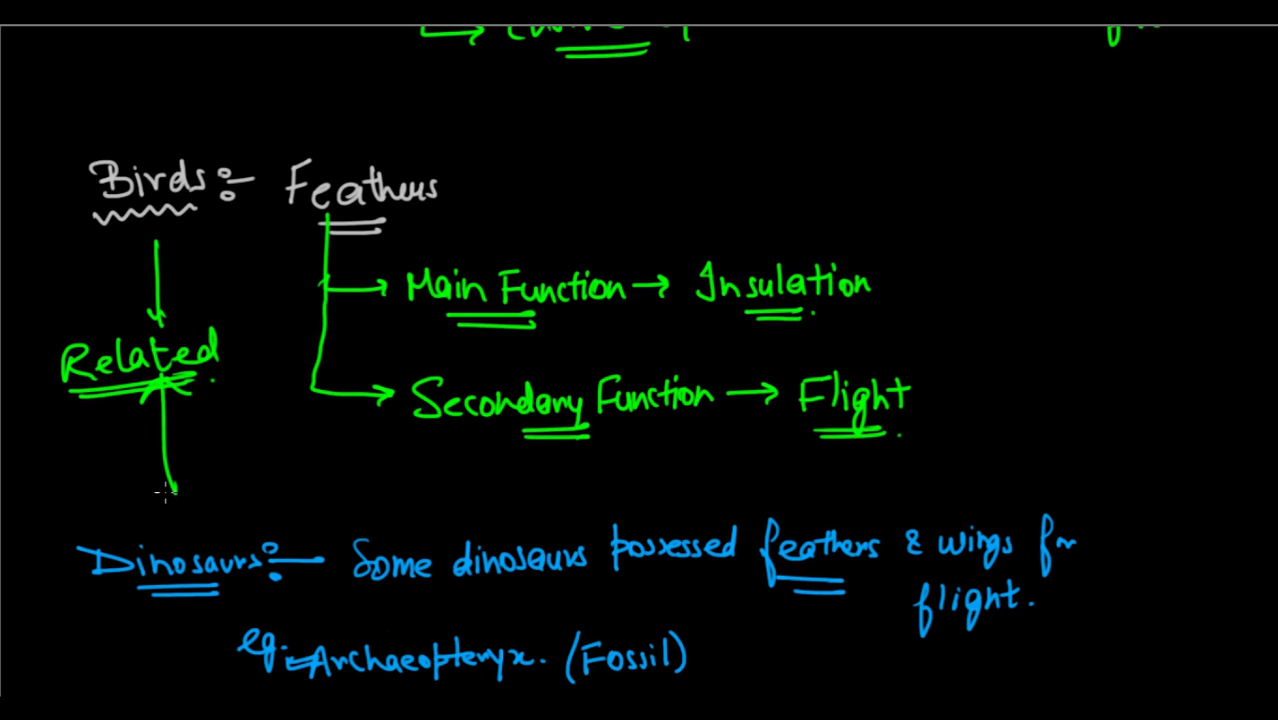 Birds:- Feathers
→ Main Function → Insulation.
Related.
→ Secondary Function → Flight.
Dinosaurs:- Some dinosaurs possessed feathers & wings for
flight.
eg:- Archaeopteryx. (Fossil)